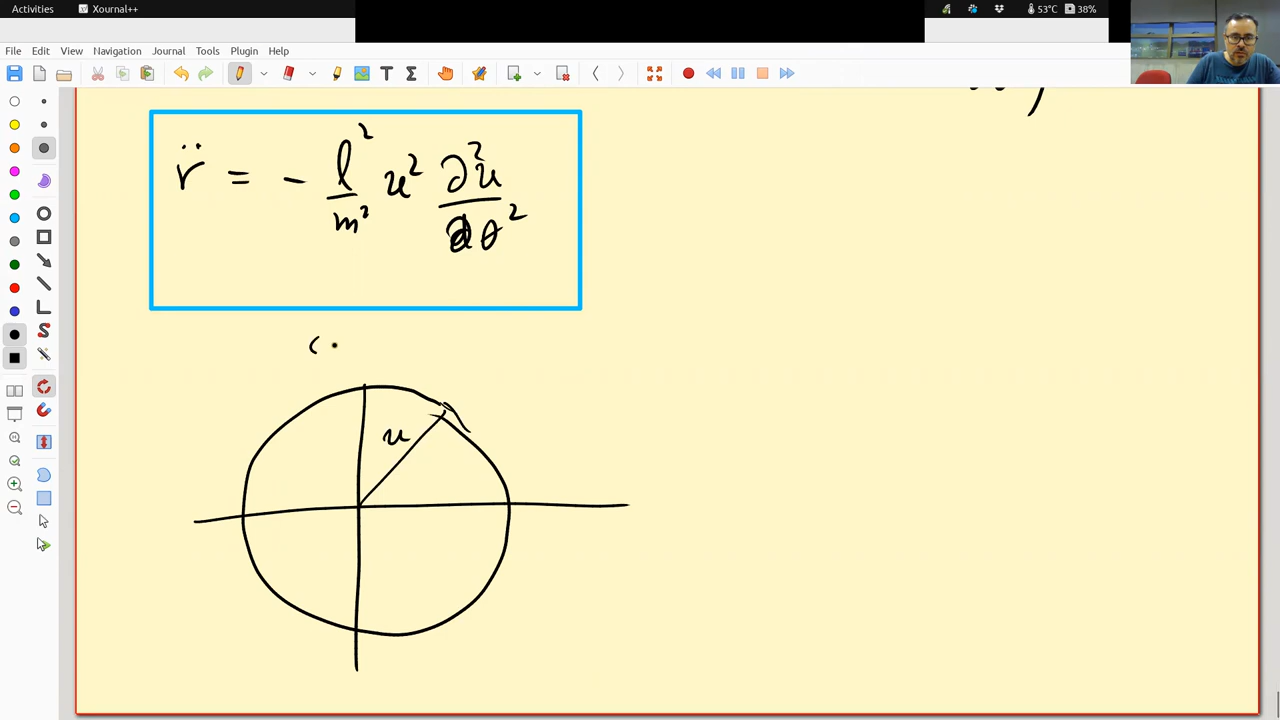 Activities Xournal++ 53°C 38%
File Edit View Navigation Journal Tools Plugin Help
r̈ = - l²/m² u² ∂²u/∂θ²
(
u